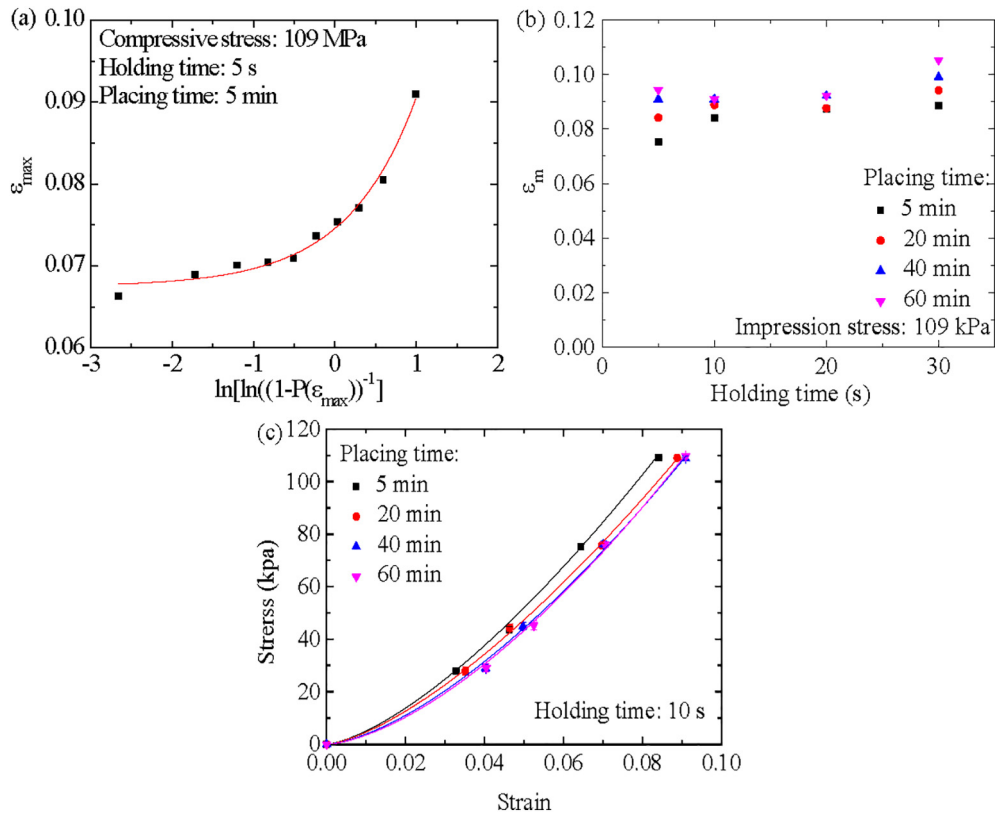 (a)
Compressive stress: 109 MPa
Holding time: 5 s
Placing time: 5 min
0.09
0.08
0.07
0.06
εmax
-3 -2 -1 0 1 2
ln[ln((1-P(εmax))-1]
(b)
0.12
0.10
0.08
0.06
0.04
0.02
0.00
εm
Placing time:
5 min
20 min
40 min
60 min
Impression stress: 109 kPa
0 10 20 30
Holding time (s)
(c)
120
100
80
60
40
20
0
Strerss (kpa)
Placing time:
5 min
20 min
40 min
60 min
Holding time: 10 s
0.00 0.02 0.04 0.06 0.08 0.10
Strain